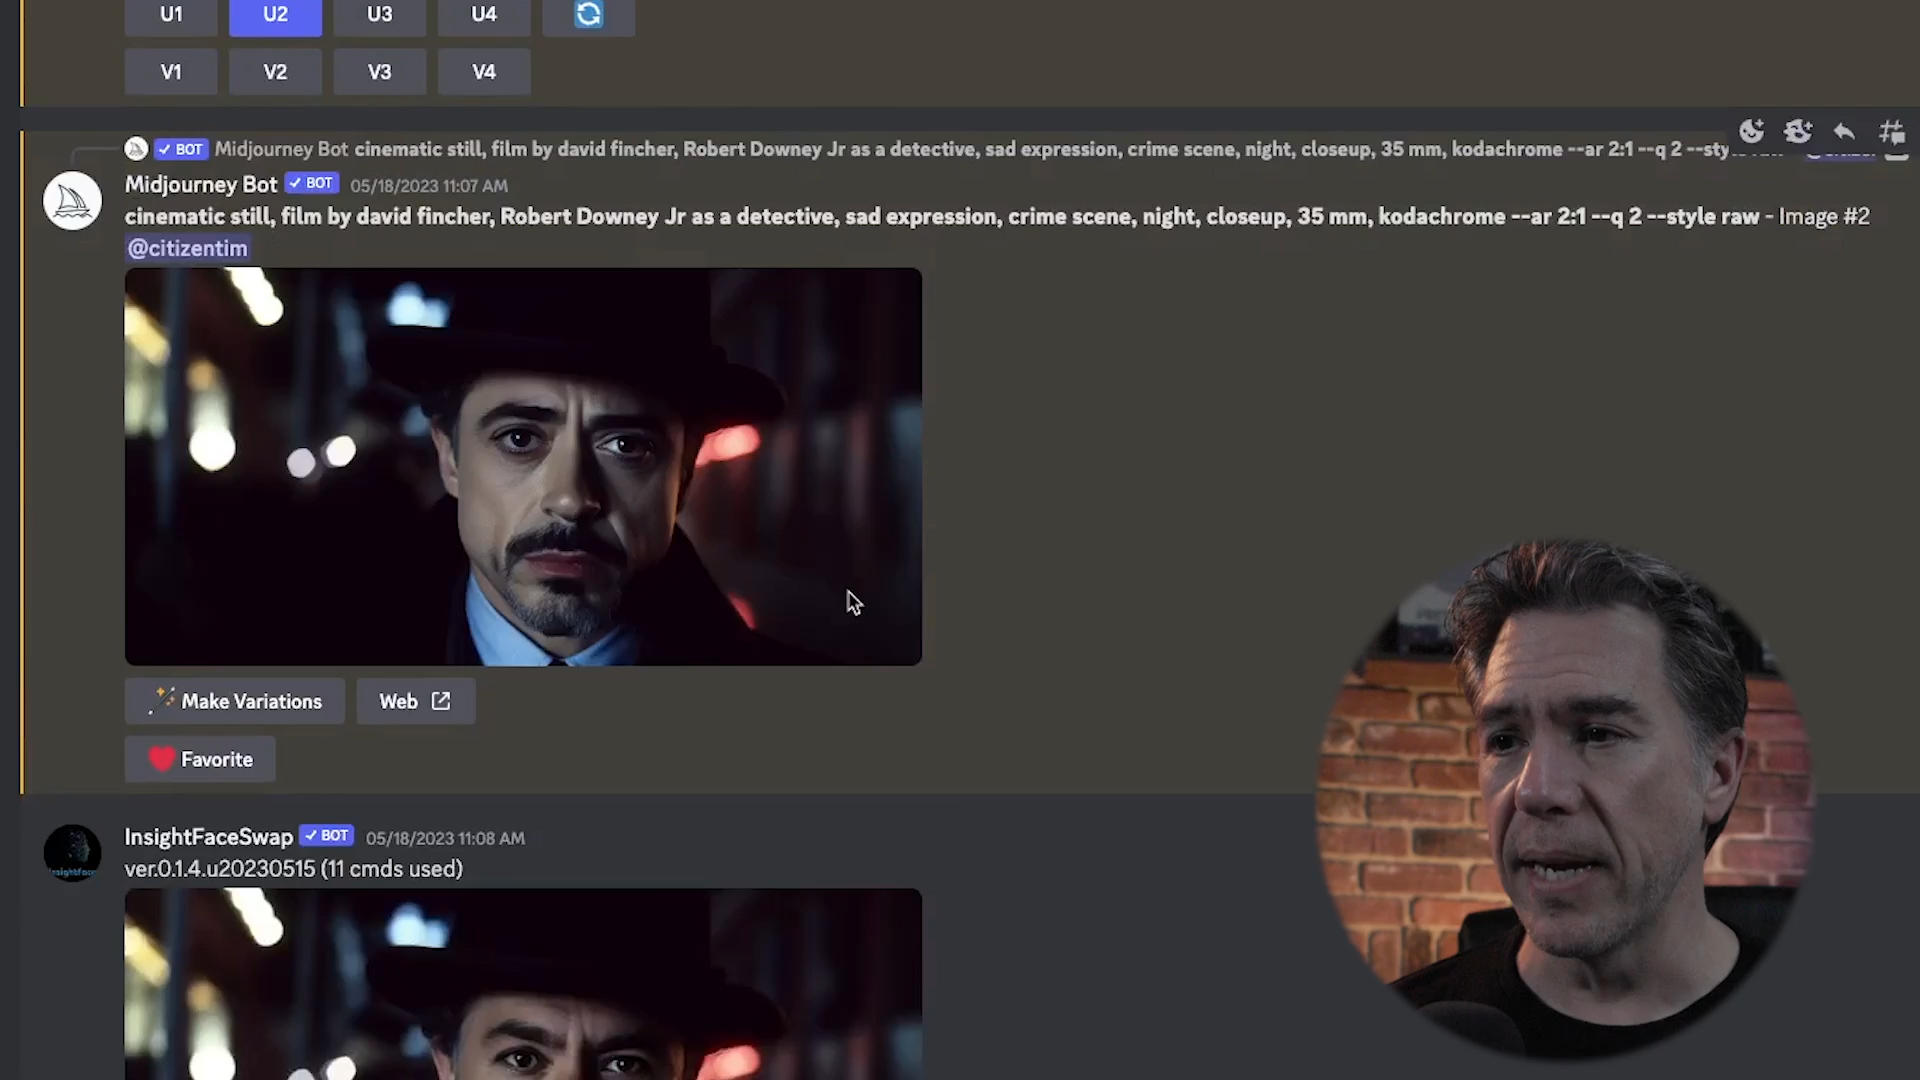 U1 U2 U3 U4
V1 V2 V3 V4
BOT Midjourney Bot cinematic still, film by david fincher, Robert Downey Jr as a detective, sad expression, crime scene, night, closeup, 35 mm, kodachrome --ar 2:1 --q 2 --style raw
Midjourney Bot BOT 05/18/2023 11:07 AM
cinematic still, film by david fincher, Robert Downey Jr as a detective, sad expression, crime scene, night, closeup, 35 mm, kodachrome --ar 2:1 --q 2 --style raw - Image #2
@citizentim
Make Variations Web
Favorite
InsightFaceSwap BOT 05/18/2023 11:08 AM
ver.0.1.4.u20230515 (11 cmds used)